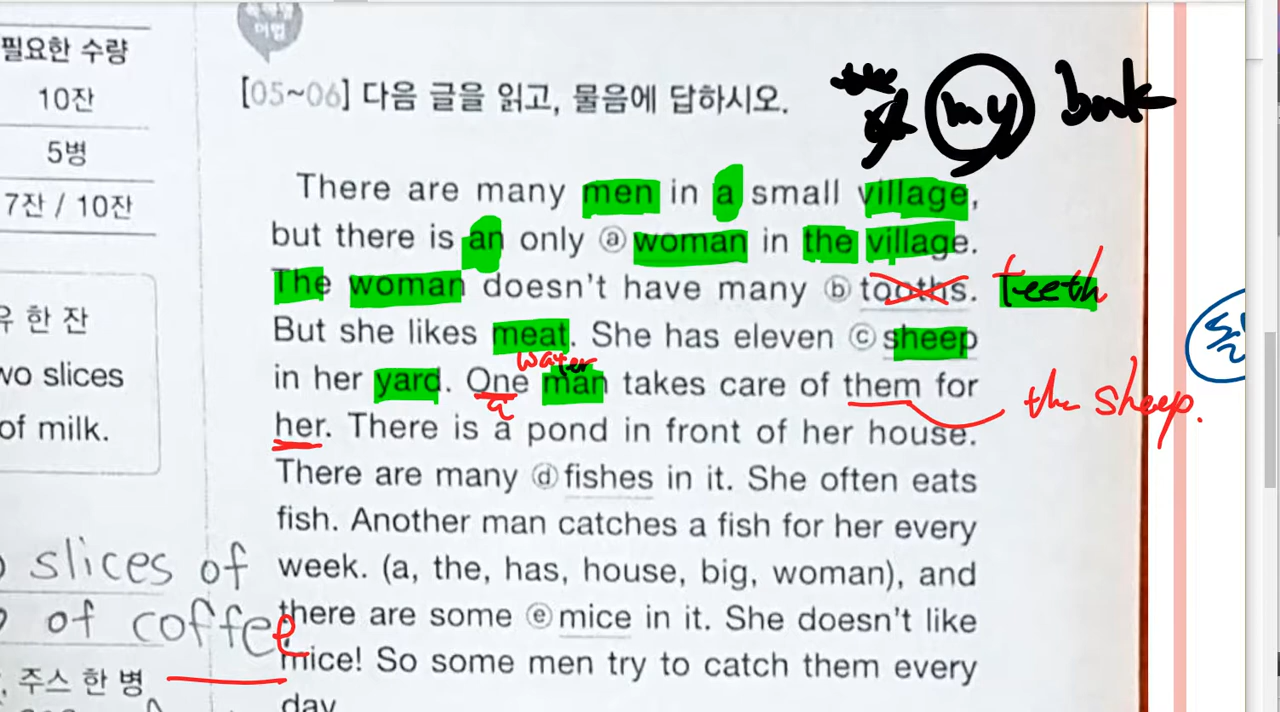 필요한 수량
10잔
5병
7잔 / 10잔
유 한 잔
wo slices
of milk.
slices of
of coffee
, 주스 한 병
어법
[05~06] 다음 글을 읽고, 물음에 답하시오.
the
of my book
There are many men in a small village,
but there is an only ⓐ woman in the village.
The woman doesn't have many ⓑ tooths. teeth
But she likes meat. She has eleven ⓒ sheep
water
in her yard. One man takes care of them for
a
the sheep.
her. There is a pond in front of her house.
There are many ⓓ fishes in it. She often eats
fish. Another man catches a fish for her every
week. (a, the, has, house, big, woman), and
there are some ⓔ mice in it. She doesn't like
mice! So some men try to catch them every
day